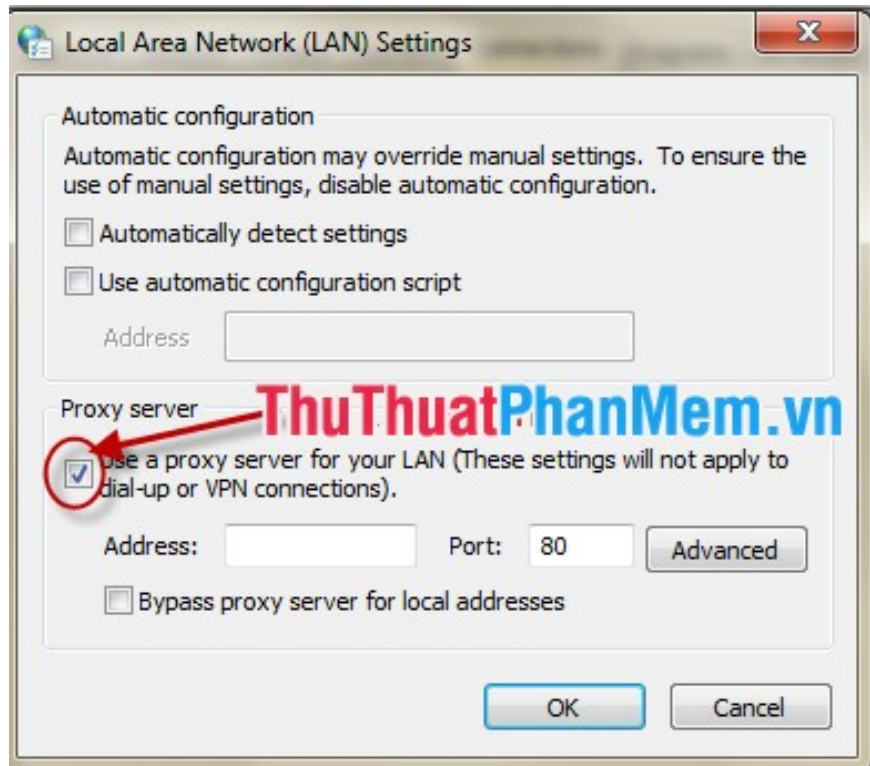 Local Area Network (LAN) Settings
Automatic configuration
Automatic configuration may override manual settings. To ensure the
use of manual settings, disable automatic configuration.
Automatically detect settings
Use automatic configuration script
Address
Proxy server
ThuThuatPhanMem.vn
Use a proxy server for your LAN (These settings will not apply to
dial-up or VPN connections).
Address: Port: 80 Advanced
Bypass proxy server for local addresses
OK Cancel